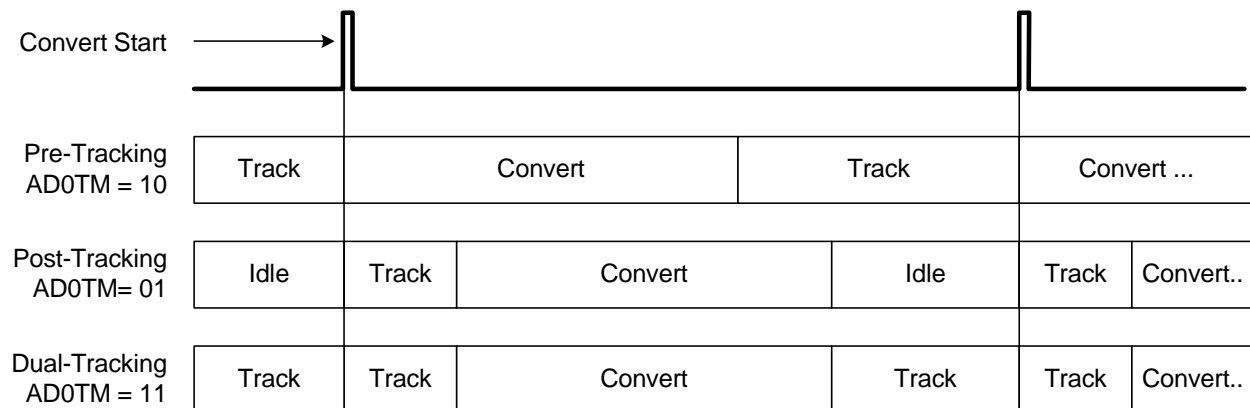 Convert Start
Pre-Tracking
AD0TM = 10
Track
Convert
Track
Convert ...
Post-Tracking
AD0TM= 01
Idle
Track
Convert
Idle
Track
Convert..
Dual-Tracking
AD0TM = 11
Track
Track
Convert
Track
Track
Convert..